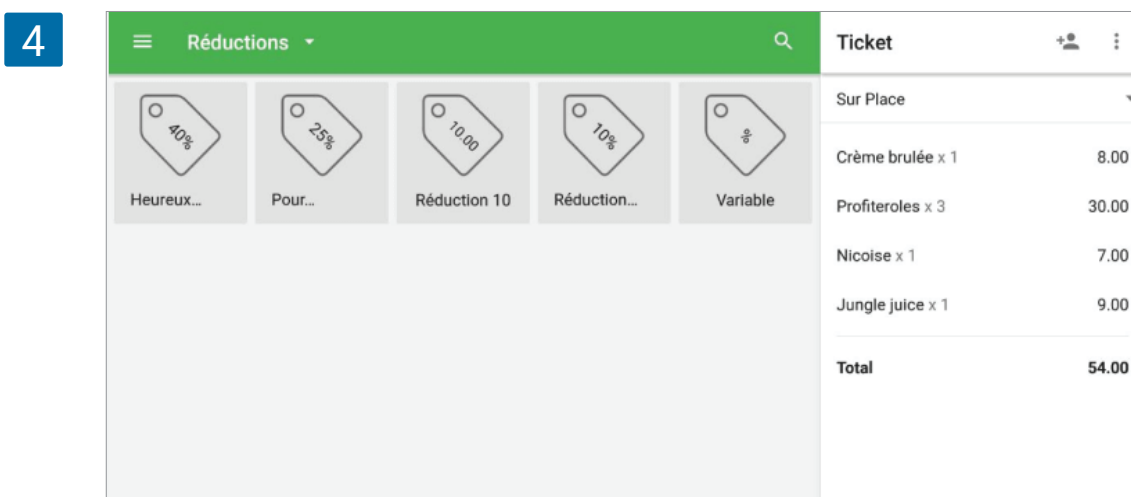 4
Réductions
40%
Heureux...
25%
Pour...
10.00
Réduction 10
10%
Réduction...
%
Variable
Ticket
Sur Place
Crème brulée x 1 8.00
Profiteroles x 3 30.00
Nicoise x 1 7.00
Jungle juice x 1 9.00
Total 54.00